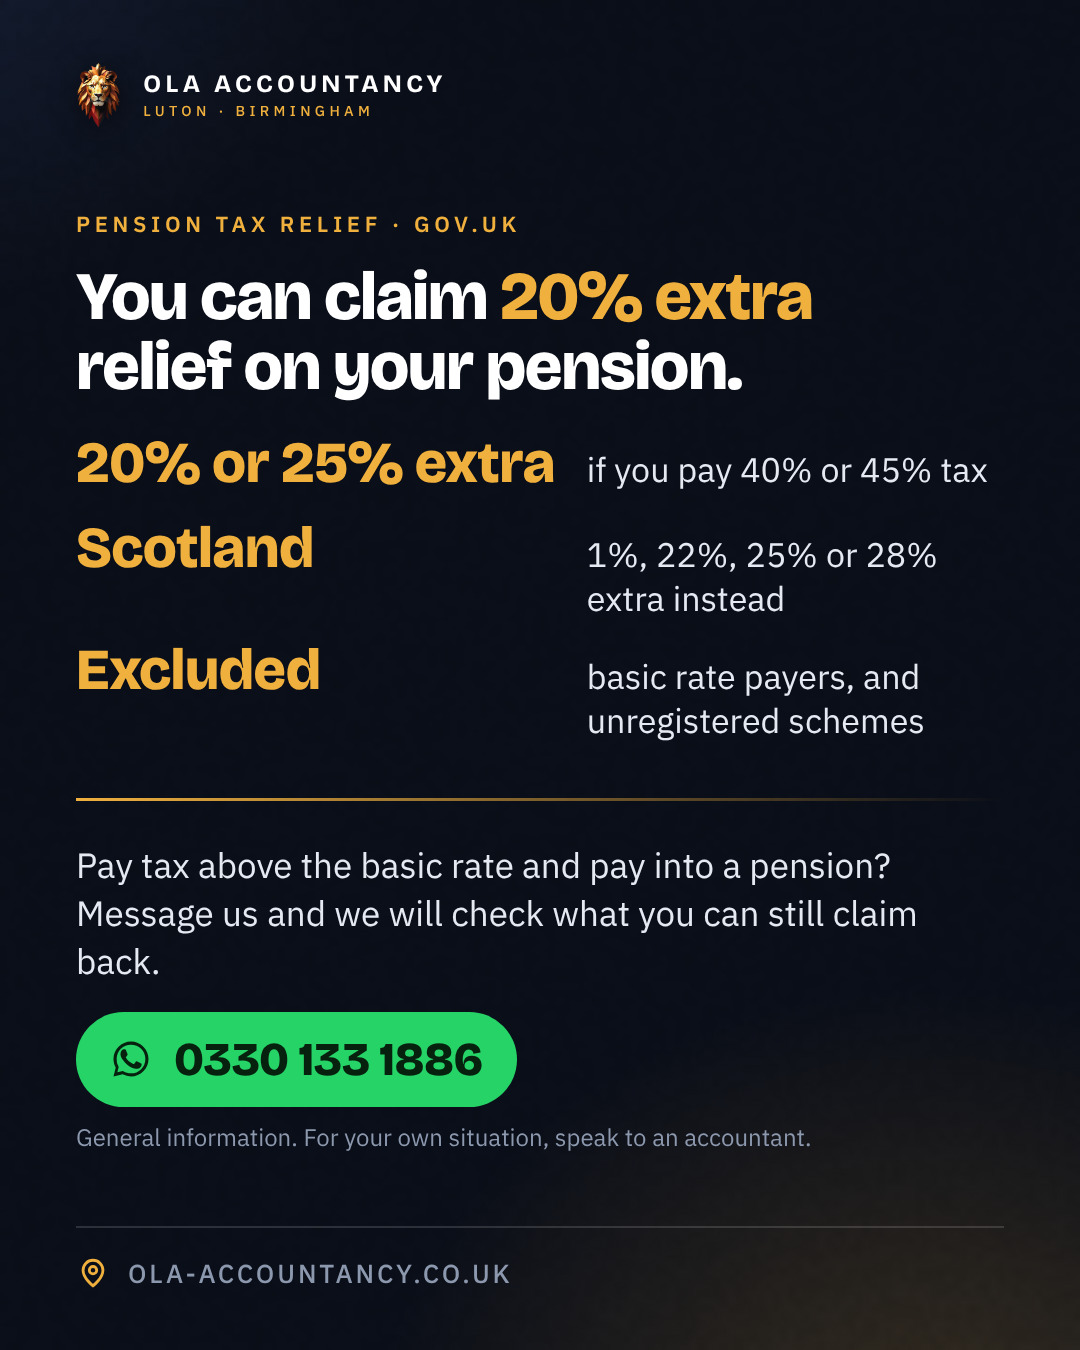 OLA ACCOUNTANCY
LUTON · BIRMINGHAM
PENSION TAX RELIEF · GOV.UK
You can claim 20% extra
relief on your pension.
20% or 25% extra if you pay 40% or 45% tax
Scotland 1%, 22%, 25% or 28%
extra instead
Excluded basic rate payers, and
unregistered schemes
Pay tax above the basic rate and pay into a pension?
Message us and we will check what you can still claim
back.
0330 133 1886
General information. For your own situation, speak to an accountant.
OLA-ACCOUNTANCY.CO.UK